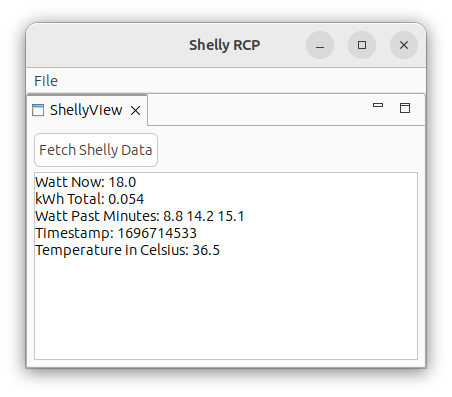 Shelly RCP
File
ShellyView
Fetch Shelly Data
Watt Now: 18.0
kWh Total: 0.054
Watt Past Minutes: 8.8 14.2 15.1
Timestamp: 1696714533
Temperature in Celsius: 36.5